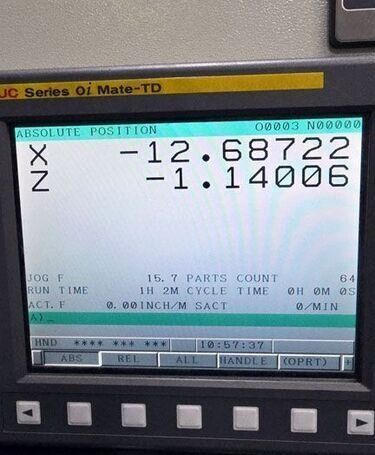 UC Series 0i Mate-TD
ABSOLUTE POSITION O0003 N00000
X -12.68722
Z -1.14006
JOG F 15.7 PARTS COUNT 64
RUN TIME 1H 2M CYCLE TIME 0H 0M 0S
ACT.F 0.00INCH/M SACT 0/MIN
A)_
HND **** *** *** 10:57:37
ABS REL ALL HANDLE (OPRT) +